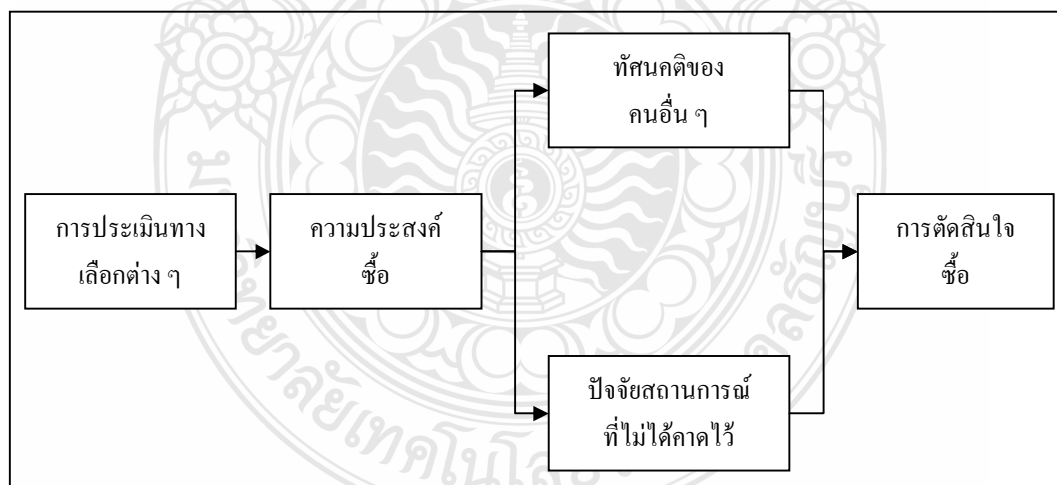 ทัศนคติของ
คนอื่น ๆ
การประเมินทาง
เลือกต่าง ๆ
ความประสงค์
ซื้อ
การตัดสินใจ
ซื้อ
ปัจจัยสถานการณ์
ที่ไม่ได้คาดไว้